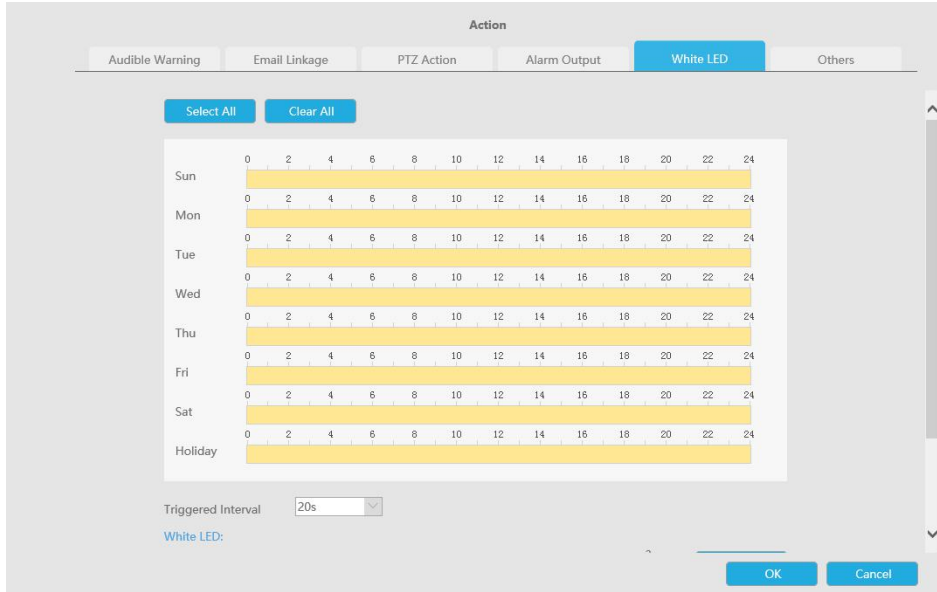 Action
Audible Warning Email Linkage PTZ Action Alarm Output White LED Others
Select All Clear All
0 2 4 6 8 10 12 14 16 18 20 22 24
Sun
0 2 4 6 8 10 12 14 16 18 20 22 24
Mon
0 2 4 6 8 10 12 14 16 18 20 22 24
Tue
0 2 4 6 8 10 12 14 16 18 20 22 24
Wed
0 2 4 6 8 10 12 14 16 18 20 22 24
Thu
0 2 4 6 8 10 12 14 16 18 20 22 24
Fri
0 2 4 6 8 10 12 14 16 18 20 22 24
Sat
0 2 4 6 8 10 12 14 16 18 20 22 24
Holiday
Triggered Interval 20s
White LED:
OK Cancel